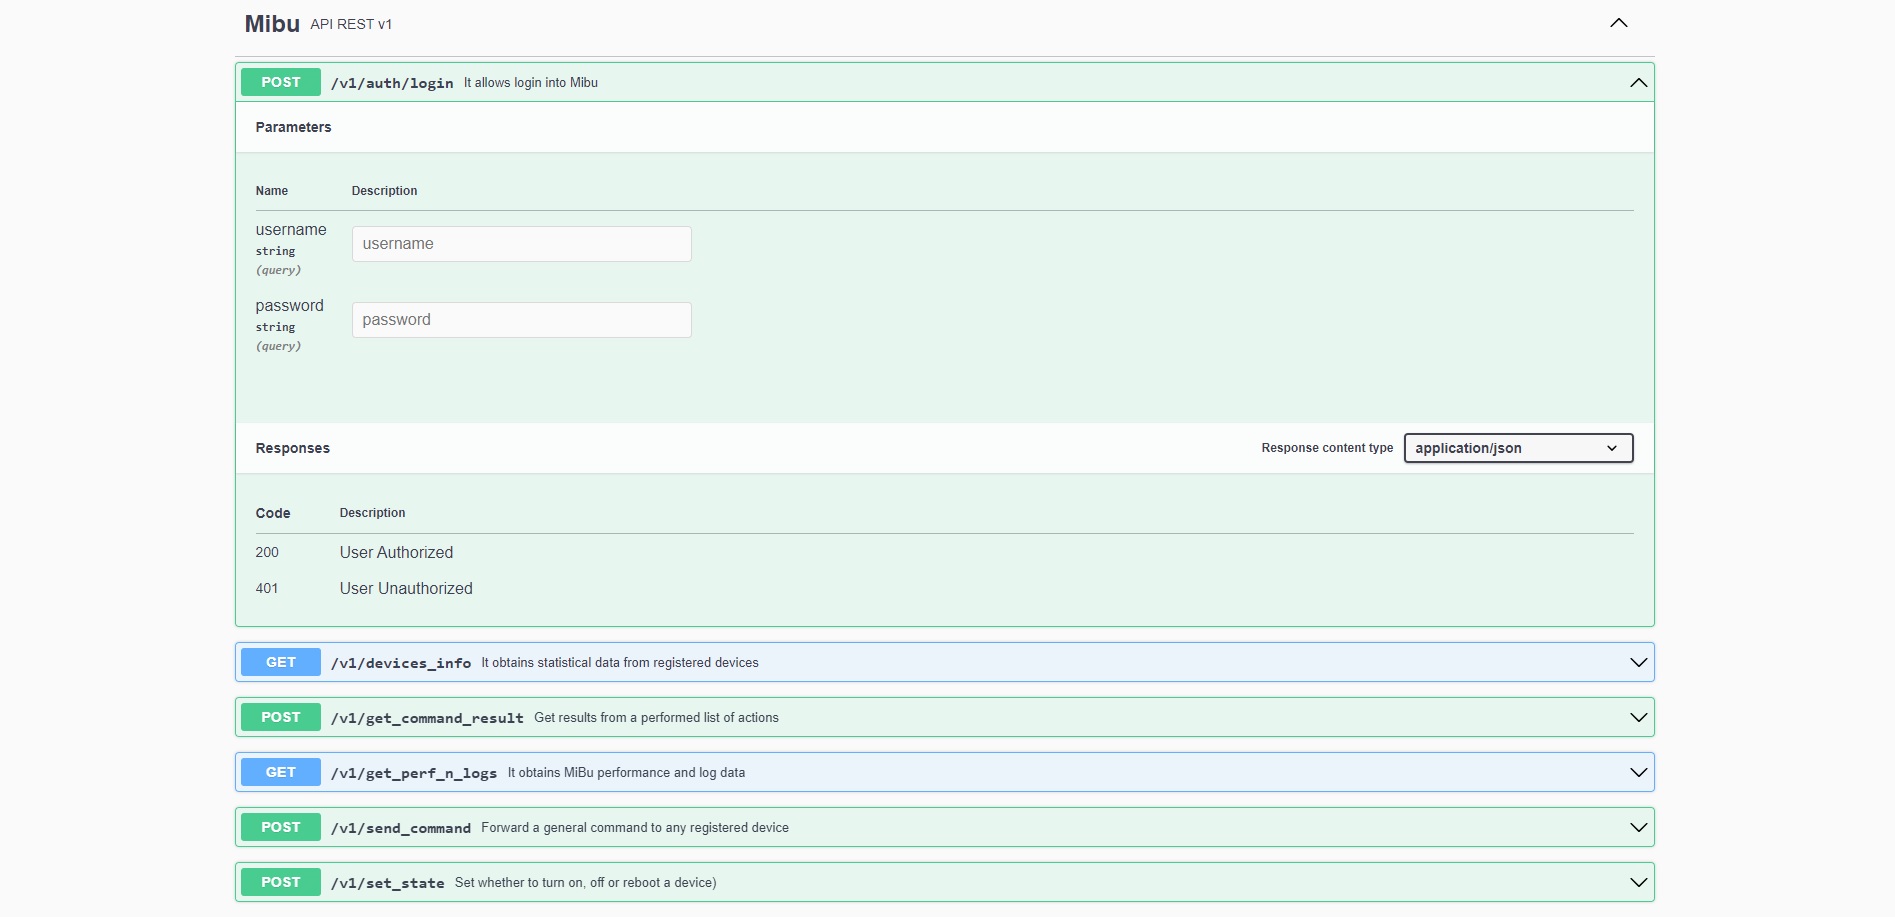 Mibu API REST v1
POST /v1/auth/login It allows login into Mibu
Parameters
Name Description
username
string
(query)
username
password
string
(query)
password
Responses Response content type application/json
Code Description
200 User Authorized
401 User Unauthorized
GET /v1/devices_info It obtains statistical data from registered devices
POST /v1/get_command_result Get results from a performed list of actions
GET /v1/get_perf_n_logs It obtains MiBu performance and log data
POST /v1/send_command Forward a general command to any registered device
POST /v1/set_state Set whether to turn on, off or reboot a device)